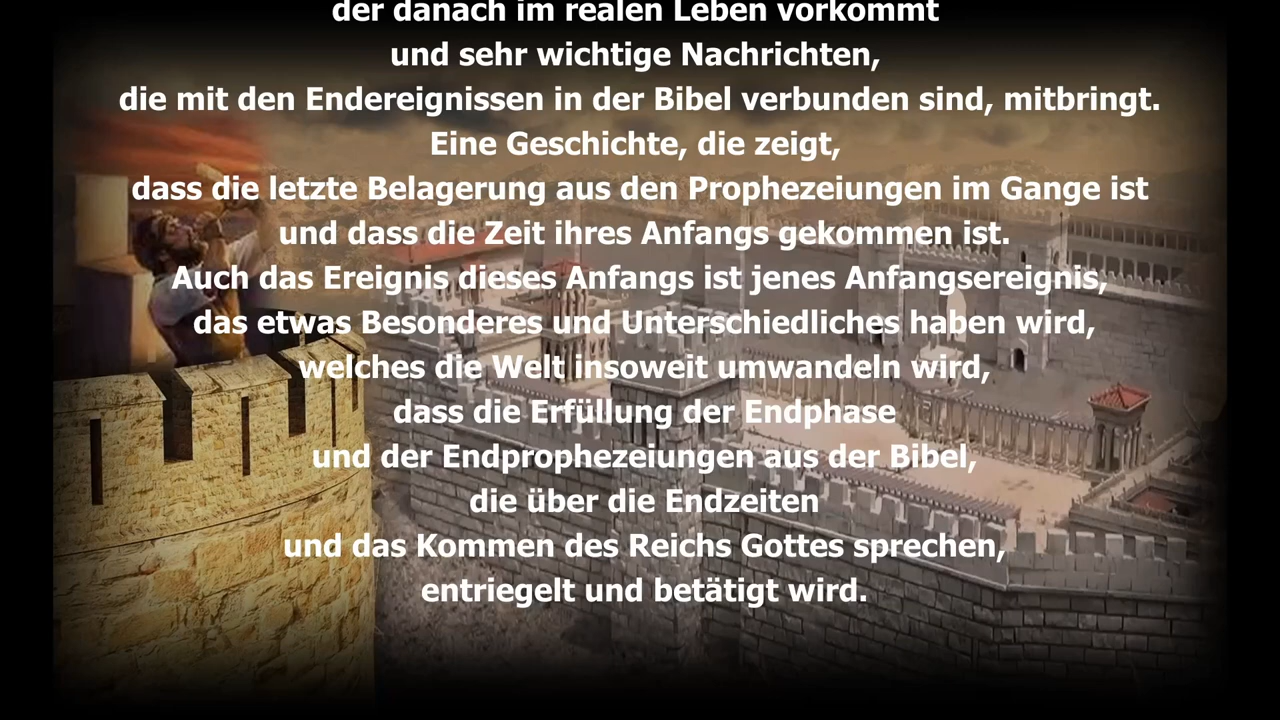 der danach im realen Leben vorkommt
und sehr wichtige Nachrichten,
die mit den Endereignissen in der Bibel verbunden sind, mitbringt.
Eine Geschichte, die zeigt,
dass die letzte Belagerung aus den Prophezeiungen im Gange ist
und dass die Zeit ihres Anfangs gekommen ist.
Auch das Ereignis dieses Anfangs ist jenes Anfangsereignis,
das etwas Besonderes und Unterschiedliches haben wird,
welches die Welt insoweit umwandeln wird,
dass die Erfüllung der Endphase
und der Endprophezeiungen aus der Bibel,
die über die Endzeiten
und das Kommen des Reichs Gottes sprechen,
entriegelt und betätigt wird.